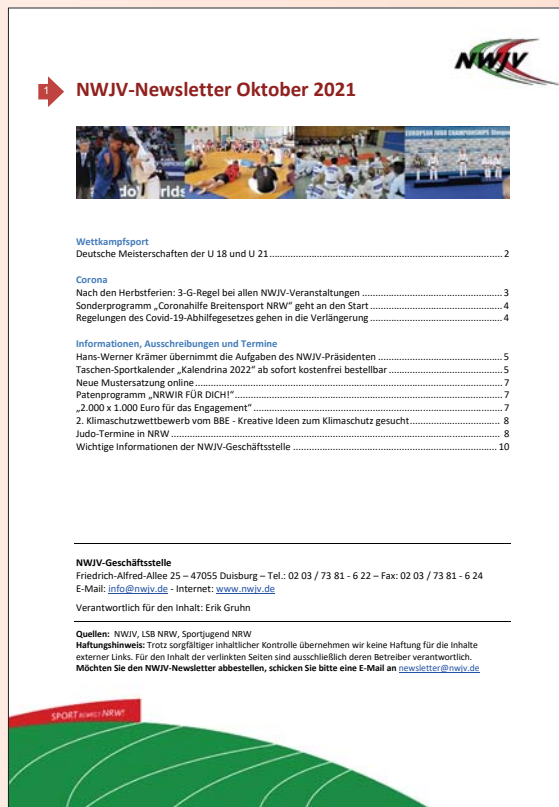 NWJV
1
NWJV-Newsletter Oktober 2021
EUROPEAN JUDO CHAMPIONSHIPS
Wettkampfsport
Deutsche Meisterschaften der U 18 und U 21 2
Corona
Nach den Herbstferien: 3-G-Regel bei allen NWJV-Veranstaltungen 3
Sonderprogramm „Coronahilfe Breitensport NRW“ geht an den Start 4
Regelungen des Covid-19-Abhilfegesetzes gehen in die Verlängerung 4
Informationen, Ausschreibungen und Termine
Hans-Werner Krämer übernimmt die Aufgaben des NWJV-Präsidenten 5
Taschen-Sportkalender „Kalendrina 2022“ ab sofort kostenfrei bestellbar 5
Neue Mustersatzung online 7
Patenprogramm „NRWIR FÜR DICH!“ 7
„2.000 x 1.000 Euro für das Engagement“ 7
2. Klimaschutzwettbewerb vom BBE - Kreative Ideen zum Klimaschutz gesucht 8
Judo-Termine in NRW 8
Wichtige Informationen der NWJV-Geschäftsstelle 10
NWJV-Geschäftsstelle
Friedrich-Alfred-Allee 25 – 47055 Duisburg – Tel.: 02 03 / 73 81 - 6 22 – Fax: 02 03 / 73 81 - 6 24
E-Mail: info@nwjv.de - Internet: www.nwjv.de
Verantwortlich für den Inhalt: Erik Gruhn
Quellen: NWJV, LSB NRW, Sportjugend NRW
Haftungshinweis: Trotz sorgfältiger inhaltlicher Kontrolle übernehmen wir keine Haftung für die Inhalte
externer Links. Für den Inhalt der verlinkten Seiten sind ausschließlich deren Betreiber verantwortlich.
Möchten Sie den NWJV-Newsletter abbestellen, schicken Sie bitte eine E-Mail an newsletter@nwjv.de
SPORT BEWEGT NRW!